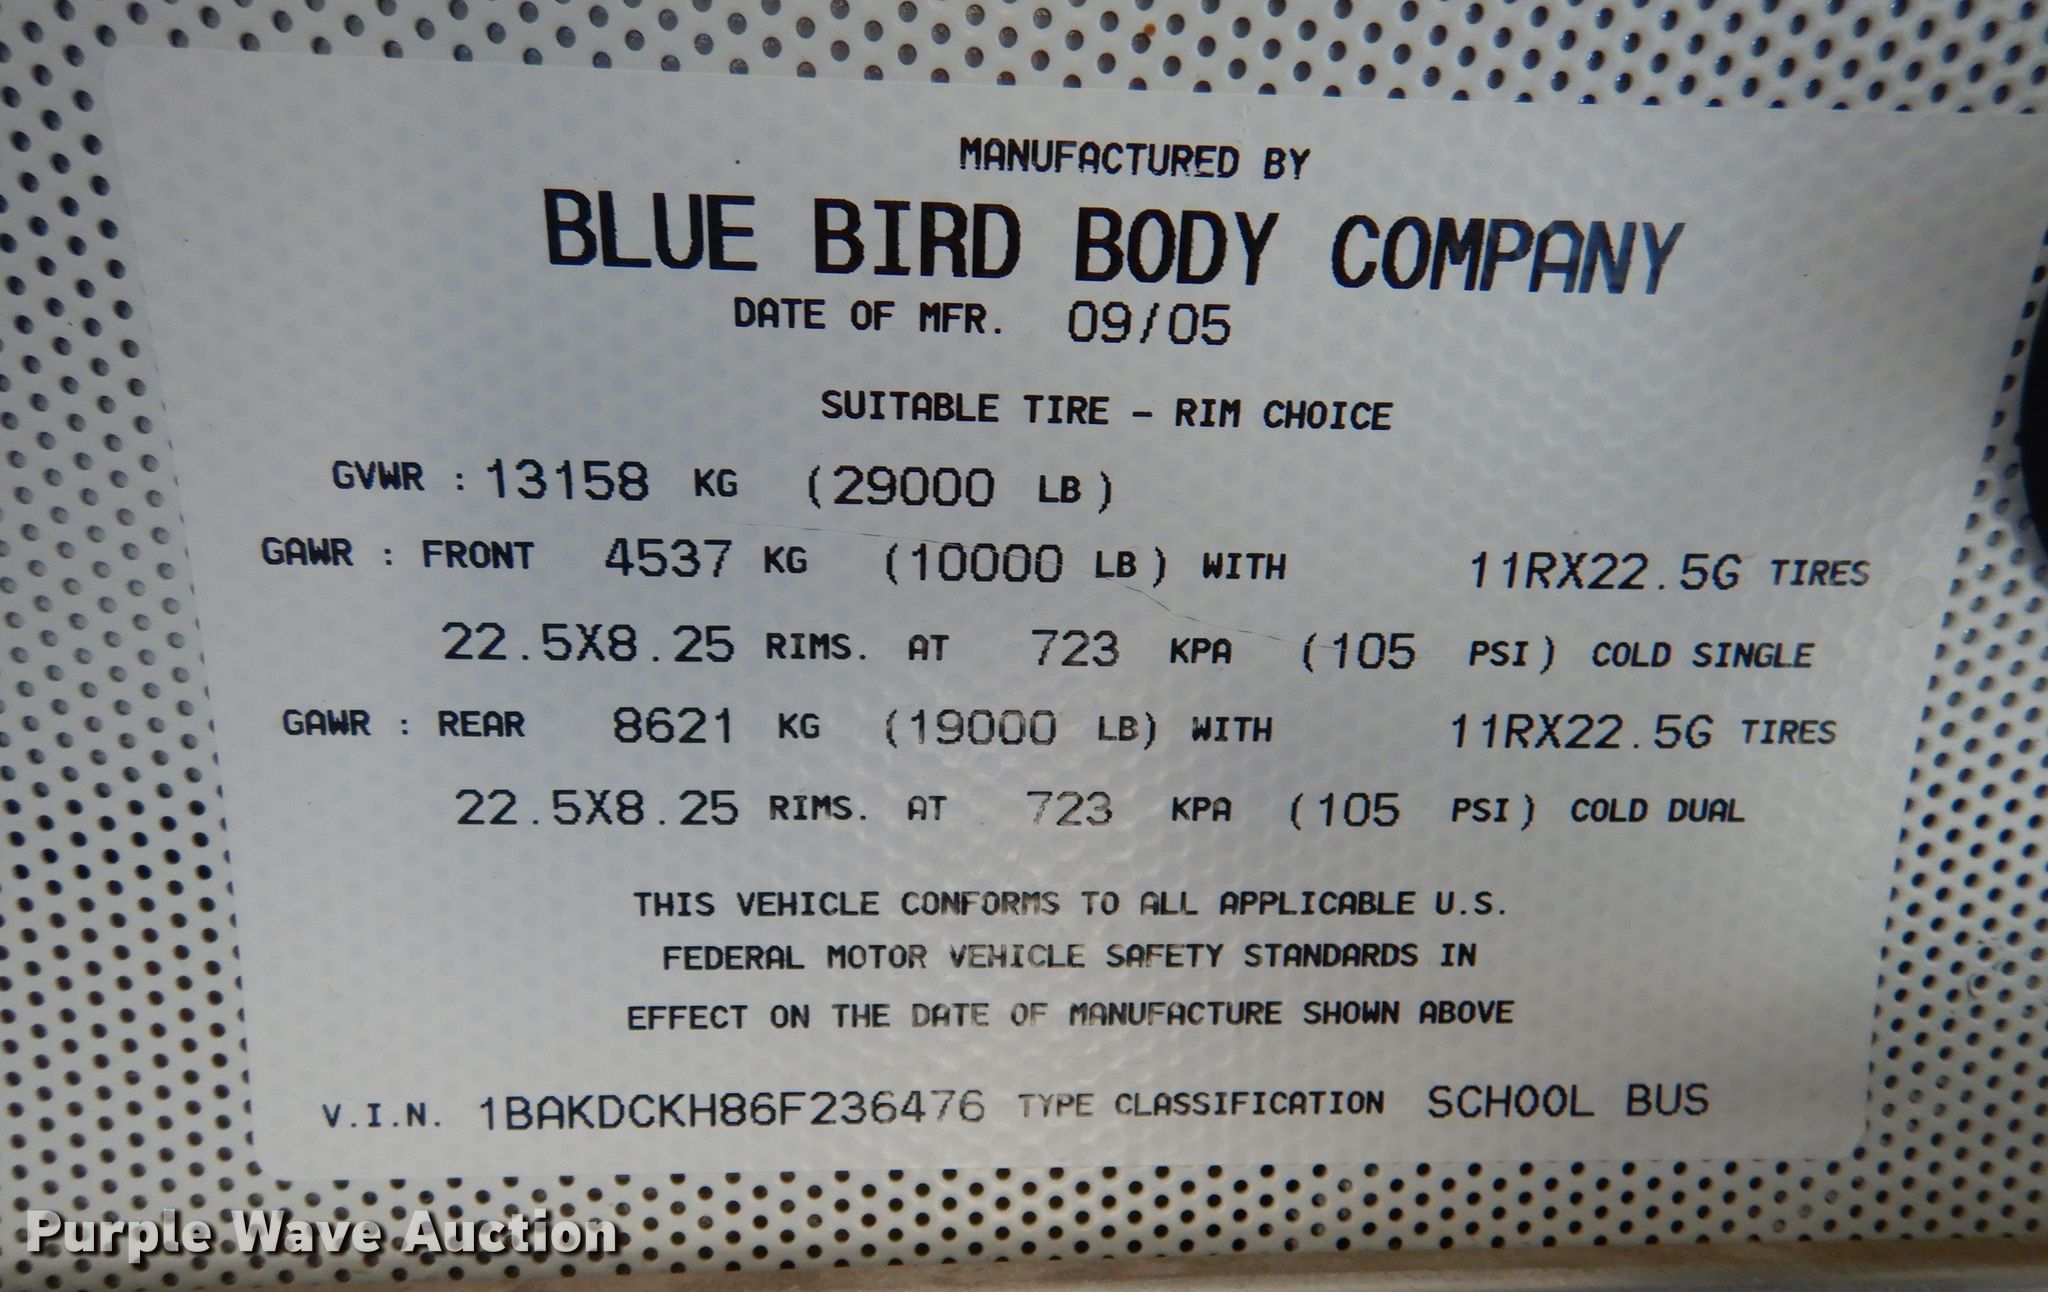 MANUFACTURED BY
BLUE BIRD BODY COMPANY
DATE OF MFR. 09/05
SUITABLE TIRE - RIM CHOICE
GVWR : 13158 KG (29000 LB)
GAWR : FRONT 4537 KG (10000 LB) WITH 11RX22.5G TIRES
22.5X8.25 RIMS. AT 723 KPA (105 PSI) COLD SINGLE
GAWR : REAR 8621 KG (19000 LB) WITH 11RX22.5G TIRES
22.5X8.25 RIMS. AT 723 KPA (105 PSI) COLD DUAL
THIS VEHICLE CONFORMS TO ALL APPLICABLE U.S.
FEDERAL MOTOR VEHICLE SAFETY STANDARDS IN
EFFECT ON THE DATE OF MANUFACTURE SHOWN ABOVE
V.I.N. 1BAKDCKH86F236476 TYPE CLASSIFICATION SCHOOL BUS
Purple Wave Auction